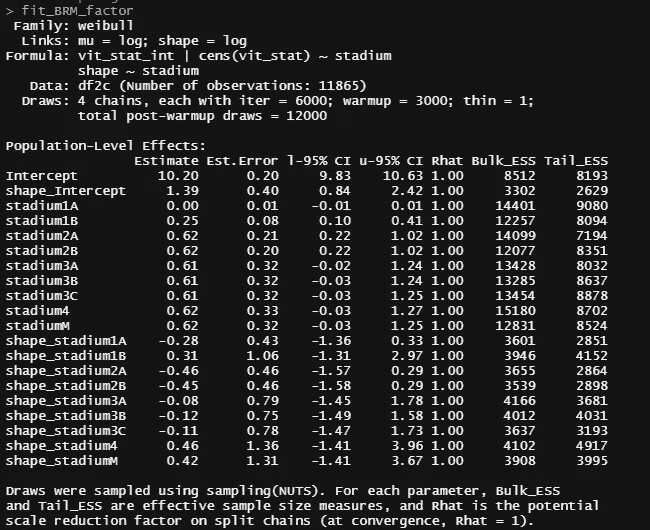 > fit_BRM_factor
Family: weibull
Links: mu = log; shape = log
Formula: vit_stat_int | cens(vit_stat) ~ stadium
shape ~ stadium
Data: df2c (Number of observations: 11865)
Draws: 4 chains, each with iter = 6000; warmup = 3000; thin = 1;
total post-warmup draws = 12000
Population-Level Effects:
Estimate Est.Error l-95% CI u-95% CI Rhat Bulk_ESS Tail_ESS
Intercept 10.20 0.20 9.83 10.63 1.00 8512 8193
shape_Intercept 1.39 0.40 0.84 2.42 1.00 3302 2629
stadium1A 0.00 0.01 -0.01 0.01 1.00 14401 9080
stadium1B 0.25 0.08 0.10 0.41 1.00 12257 8094
stadium2A 0.62 0.21 0.22 1.02 1.00 14099 7194
stadium2B 0.62 0.20 0.22 1.02 1.00 12077 8351
stadium3A 0.61 0.32 -0.02 1.24 1.00 13428 8032
stadium3B 0.61 0.32 -0.03 1.24 1.00 13285 8637
stadium3C 0.61 0.32 -0.03 1.25 1.00 13454 8878
stadium4 0.62 0.33 -0.03 1.27 1.00 15180 8702
stadiumM 0.62 0.32 -0.03 1.25 1.00 12831 8524
shape_stadium1A -0.28 0.43 -1.36 0.33 1.00 3601 2851
shape_stadium1B 0.31 1.06 -1.31 2.97 1.00 3946 4152
shape_stadium2A -0.46 0.46 -1.57 0.29 1.00 3655 2864
shape_stadium2B -0.45 0.46 -1.58 0.29 1.00 3539 2898
shape_stadium3A -0.08 0.79 -1.45 1.78 1.00 4166 3681
shape_stadium3B -0.12 0.75 -1.49 1.58 1.00 4012 4031
shape_stadium3C -0.11 0.78 -1.47 1.73 1.00 3637 3193
shape_stadium4 0.46 1.36 -1.41 3.96 1.00 4102 4917
shape_stadiumM 0.42 1.31 -1.41 3.67 1.00 3908 3995
Draws were sampled using sampling(NUTS). For each parameter, Bulk_ESS
and Tail_ESS are effective sample size measures, and Rhat is the potential
scale reduction factor on split chains (at convergence, Rhat = 1).